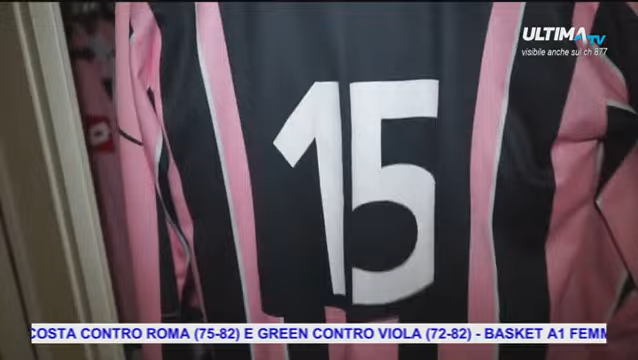 ULTIMA TV
visibile anche sul ch 877
15
COSTA CONTRO ROMA (75-82) E GREEN CONTRO VIOLA (72-82) - BASKET A1 FEMM